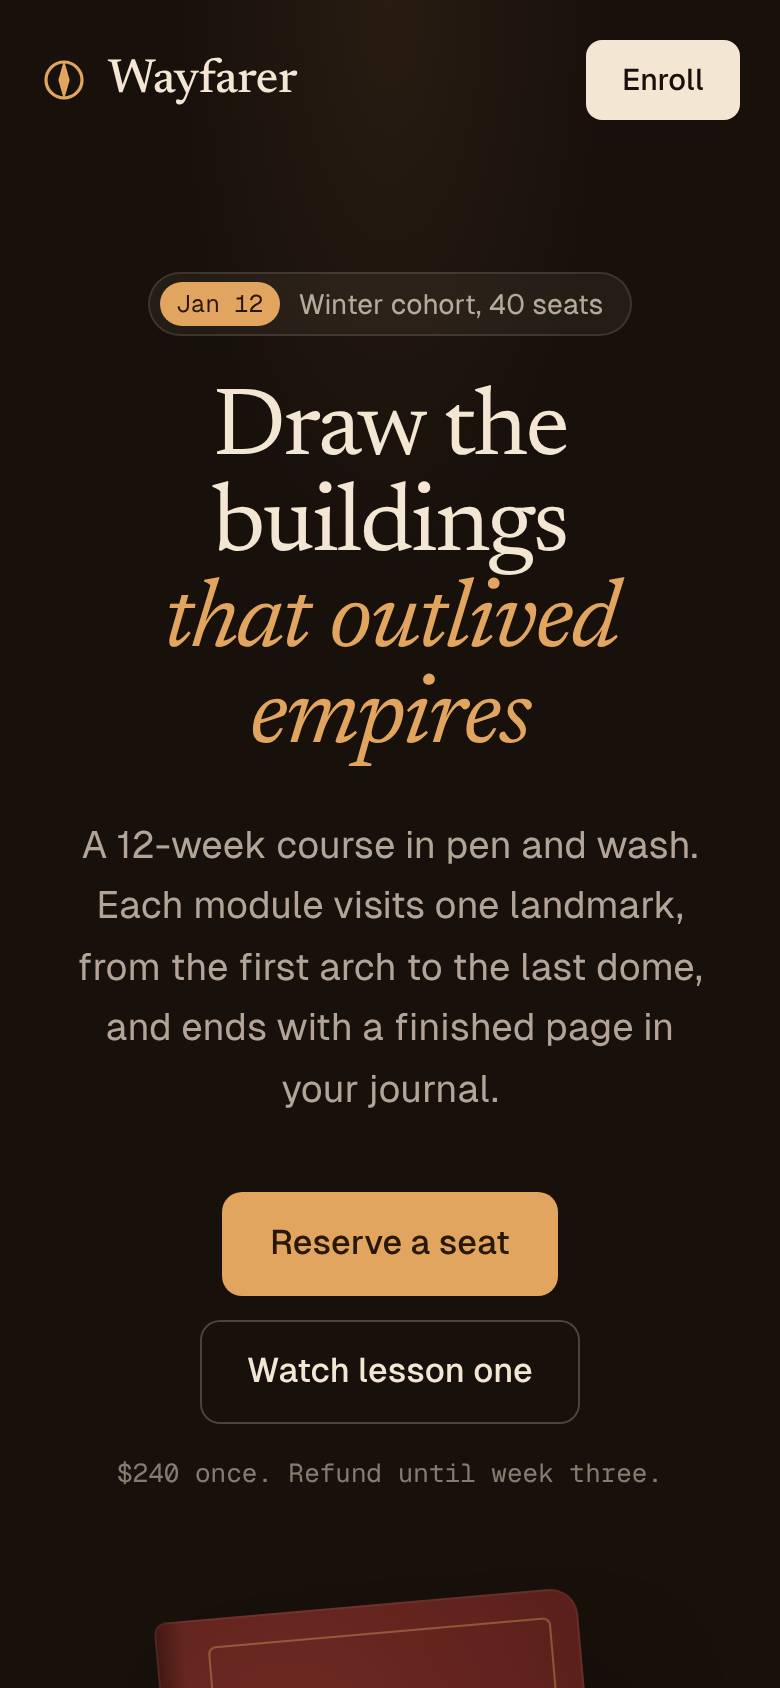 Wayfarer
Enroll
Jan 12 Winter cohort, 40 seats
Draw the
buildings
that outlived
empires
A 12-week course in pen and wash.
Each module visits one landmark,
from the first arch to the last dome,
and ends with a finished page in
your journal.
Reserve a seat
Watch lesson one
$240 once. Refund until week three.